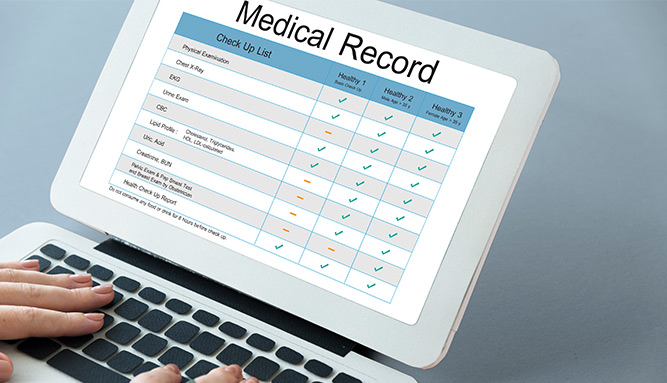 Medical Record
Check Up List
Healthy 1
Basic Check Up
Healthy 2
Male Age > 35 y
Healthy 3
Female Age > 35 y
Physical Examination
Chest X-Ray
EKG
Urine Exam
CBC
Lipid Profile : Cholesterol, Triglycerides,
HDL, LDL-calculated
Uric, Acid
Creatinine, BUN
Pelvic Exam & Pap Smear Test
and Breast Exam by Obstetrician
Health Check Up Report
Do not consume any food or drink for 8 hours before check up.